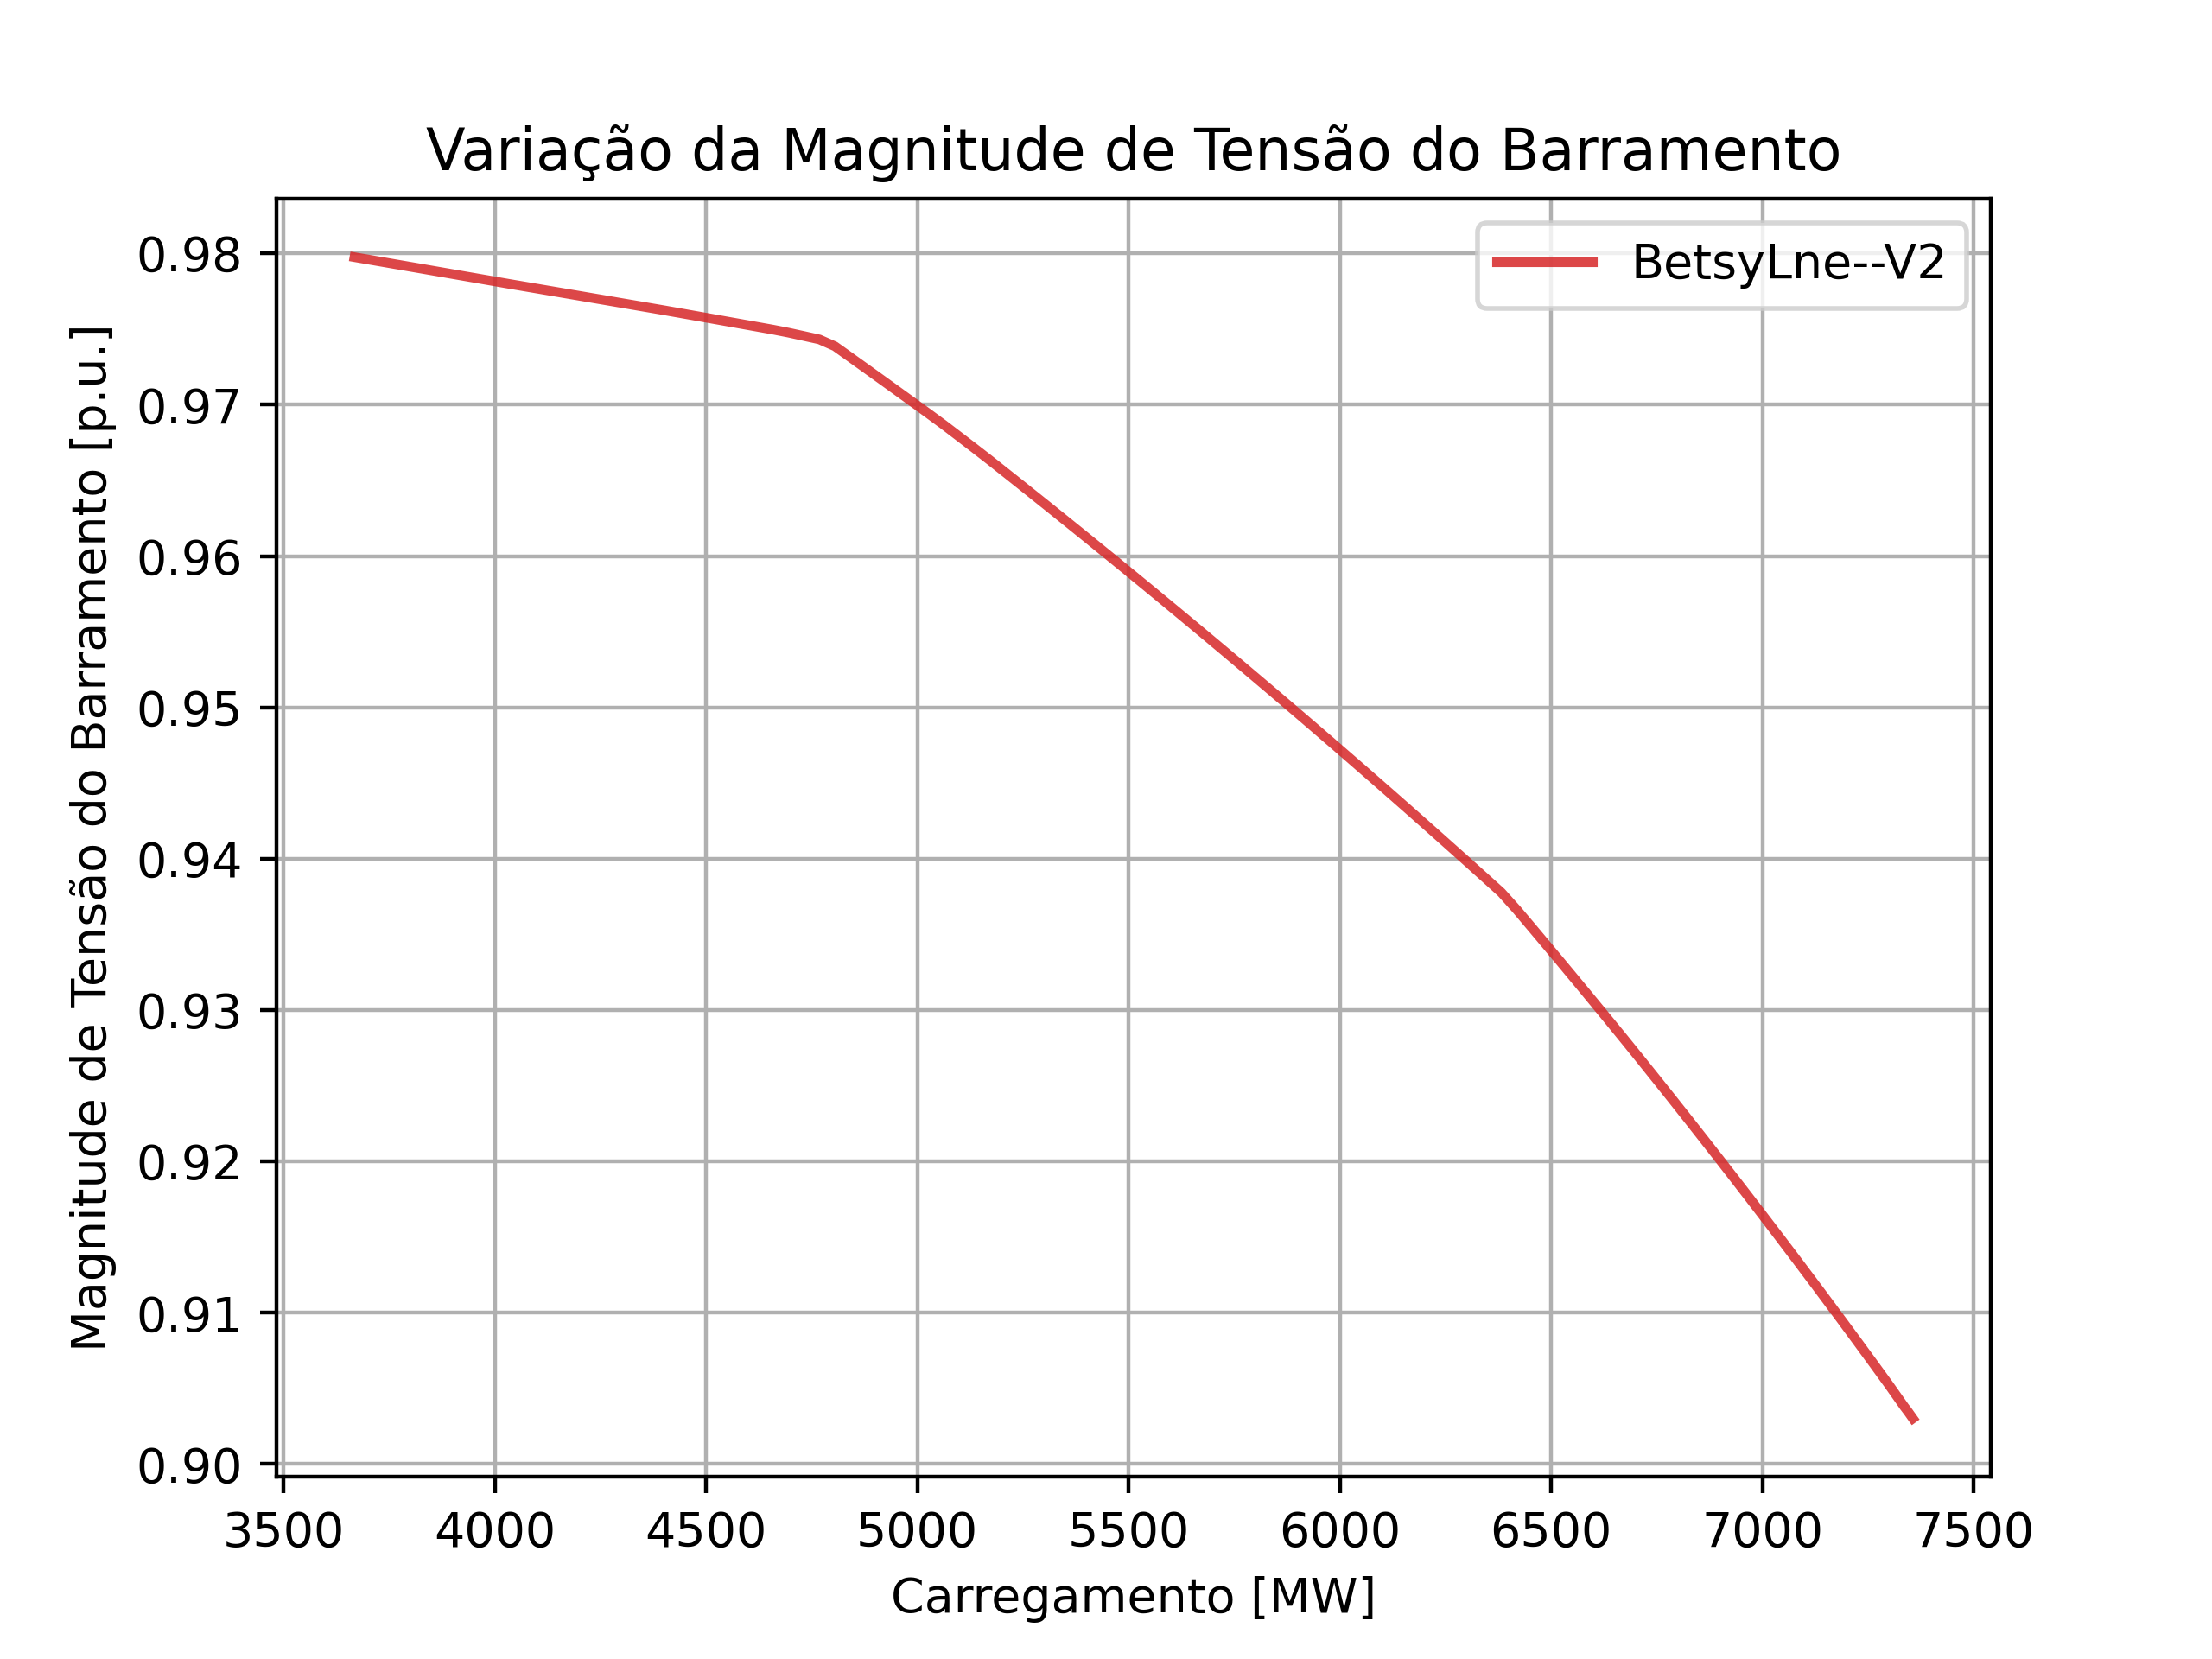 Variação da Magnitude de Tensão do Barramento
BetsyLne--V2
Magnitude de Tensão do Barramento [p.u.]
0.98
0.97
0.96
0.95
0.94
0.93
0.92
0.91
0.90
3500 4000 4500 5000 5500 6000 6500 7000 7500
Carregamento [MW]